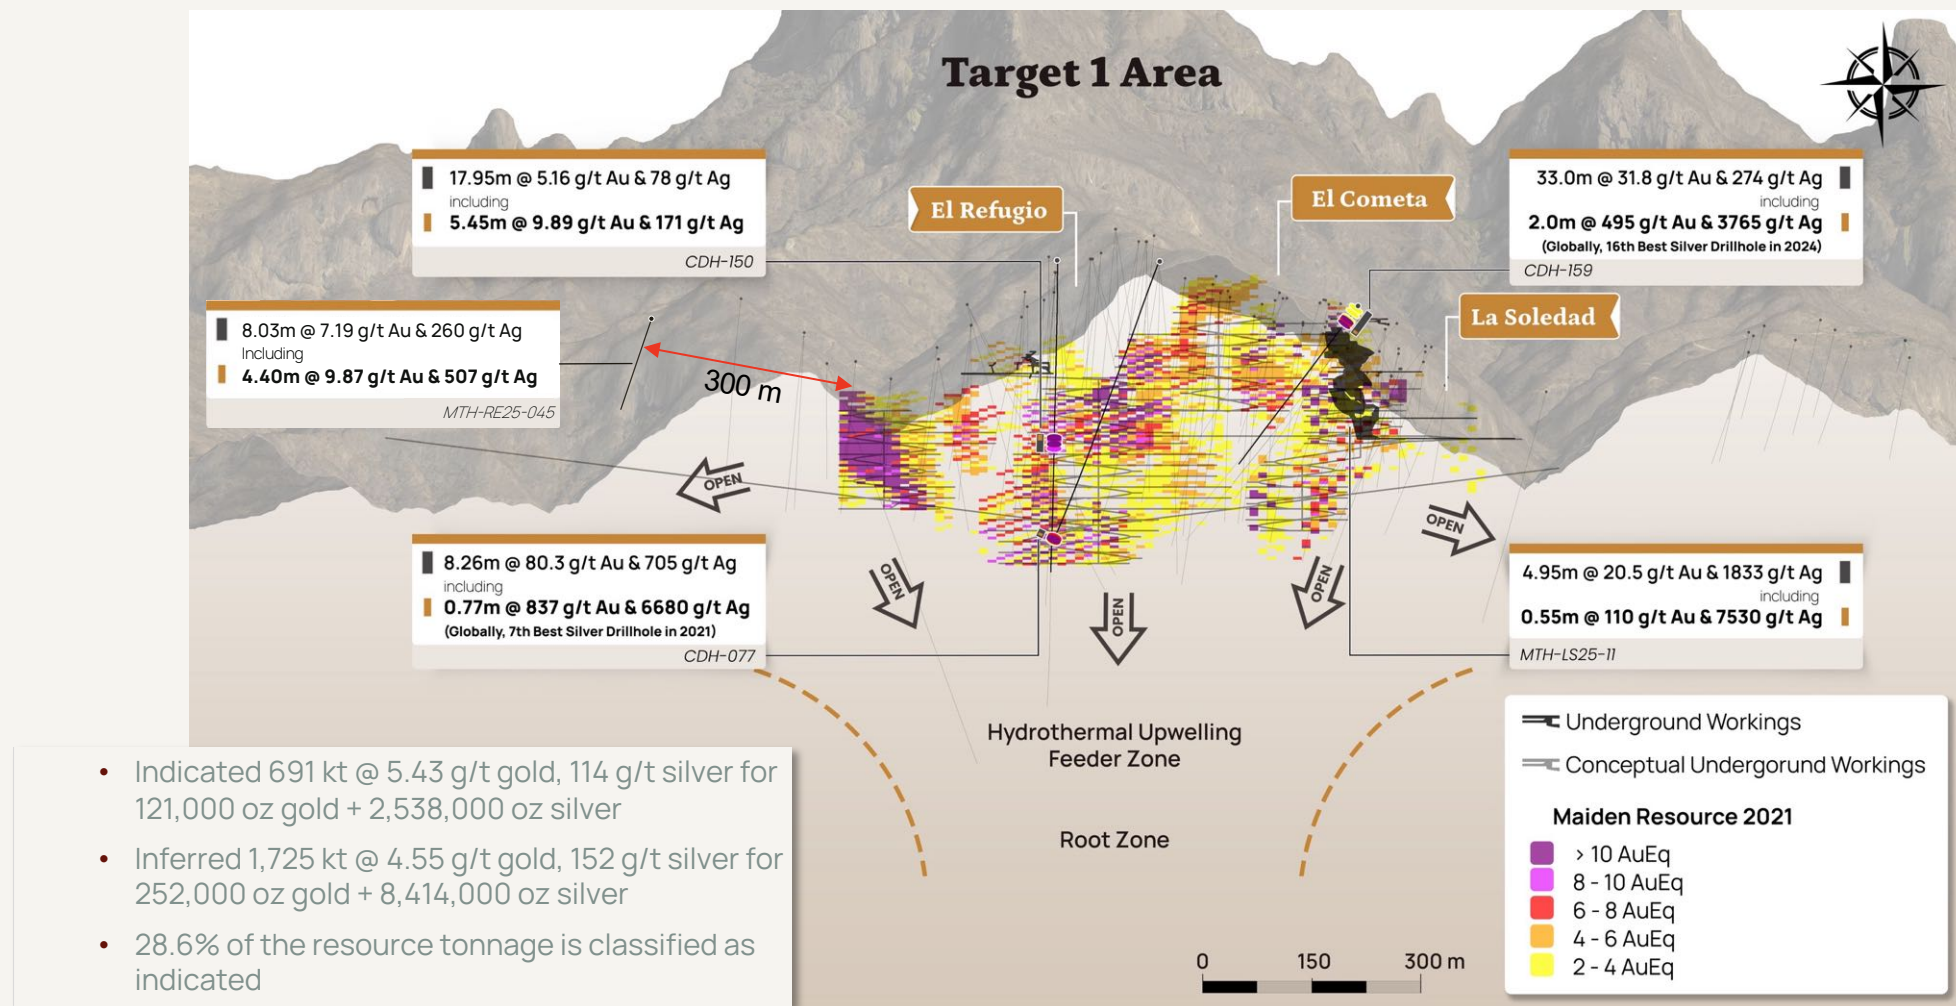 Target 1 Area
17.95m @ 5.16 g/t Au & 78 g/t Ag
including
5.45m @ 9.89 g/t Au & 171 g/t Ag
CDH-150
El Refugio
El Cometa
33.0m @ 31.8 g/t Au & 274 g/t Ag
including
2.0m @ 495 g/t Au & 3765 g/t Ag
(Globally, 16th Best Silver Drillhole in 2024)
CDH-159
La Soledad
8.03m @ 7.19 g/t Au & 260 g/t Ag
Including
4.40m @ 9.87 g/t Au & 507 g/t Ag
MTH-RE25-045
300 m
OPEN
OPEN
OPEN
OPEN
OPEN
8.26m @ 80.3 g/t Au & 705 g/t Ag
including
0.77m @ 837 g/t Au & 6680 g/t Ag
(Globally, 7th Best Silver Drillhole in 2021)
CDH-077
4.95m @ 20.5 g/t Au & 1833 g/t Ag
including
0.55m @ 110 g/t Au & 7530 g/t Ag
MTH-LS25-11
Hydrothermal Upwelling
Feeder Zone
Root Zone
• Indicated 691 kt @ 5.43 g/t gold, 114 g/t silver for
121,000 oz gold + 2,538,000 oz silver
• Inferred 1,725 kt @ 4.55 g/t gold, 152 g/t silver for
252,000 oz gold + 8,414,000 oz silver
• 28.6% of the resource tonnage is classified as
indicated
0 150 300 m
Underground Workings
Conceptual Undergorund Workings
Maiden Resource 2021
> 10 AuEq
8 - 10 AuEq
6 - 8 AuEq
4 - 6 AuEq
2 - 4 AuEq